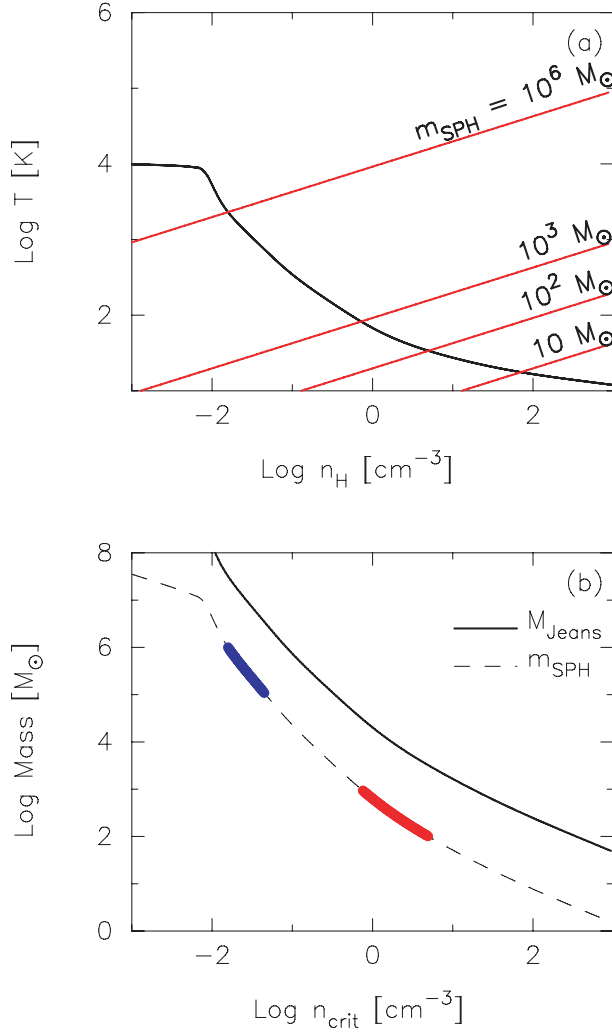 (a)
6
4
2
Log T [K]
m_SPH = 10^6 M_☉
10^3 M_☉
10^2 M_☉
10 M_☉
−2 0 2
Log n_H [cm^−3]
(b)
8
6
4
2
0
Log Mass [M_☉]
M_Jeans
m_SPH
−2 0 2
Log n_crit [cm^−3]